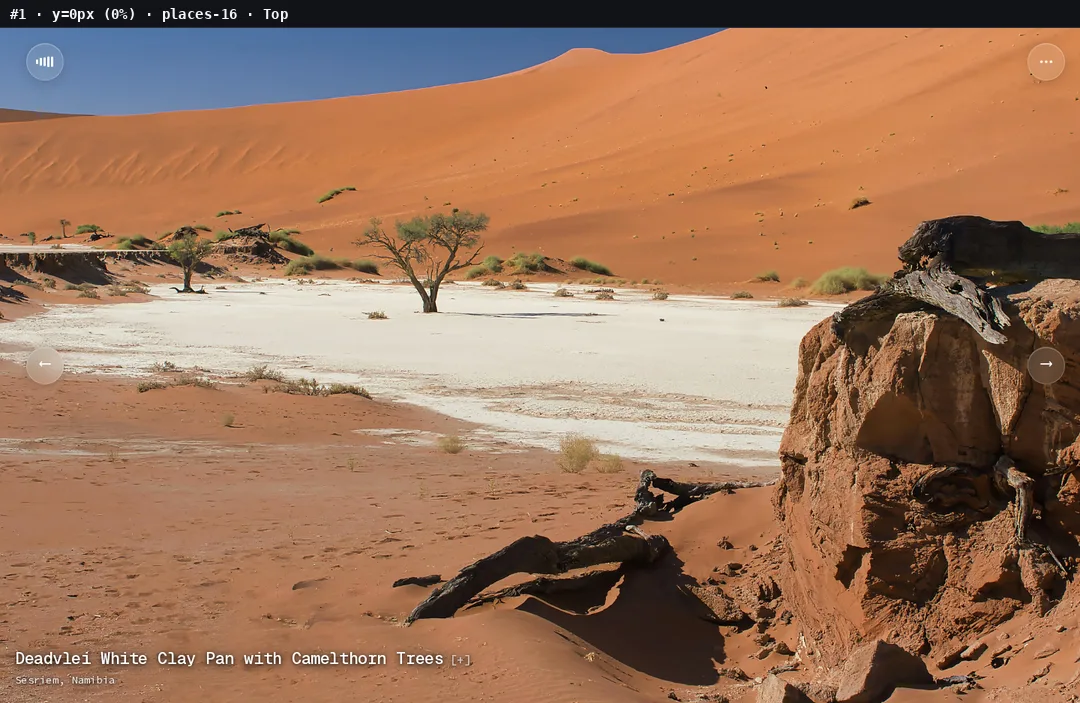 #1 · y=0px (0%) · places-16 · Top
←
→
Deadvlei White Clay Pan with Camelthorn Trees [+]
Sesriem, Namibia